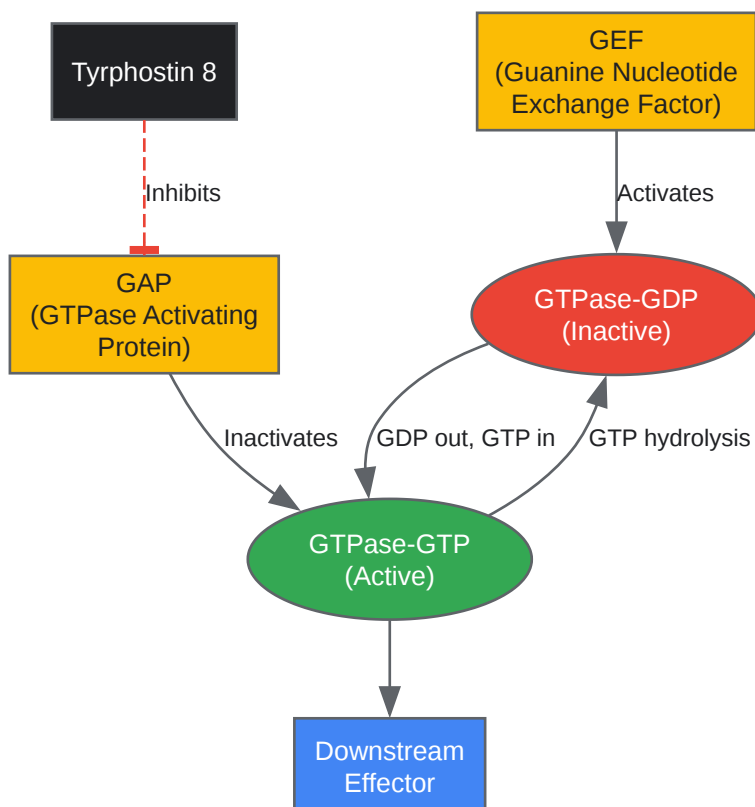 Tyrphostin 8
GEF
(Guanine Nucleotide
Exchange Factor)
Inhibits
Activates
GAP
(GTPase Activating
Protein)
GTPase-GDP
(Inactive)
Inactivates
GDP out, GTP in
GTP hydrolysis
GTPase-GTP
(Active)
Downstream
Effector